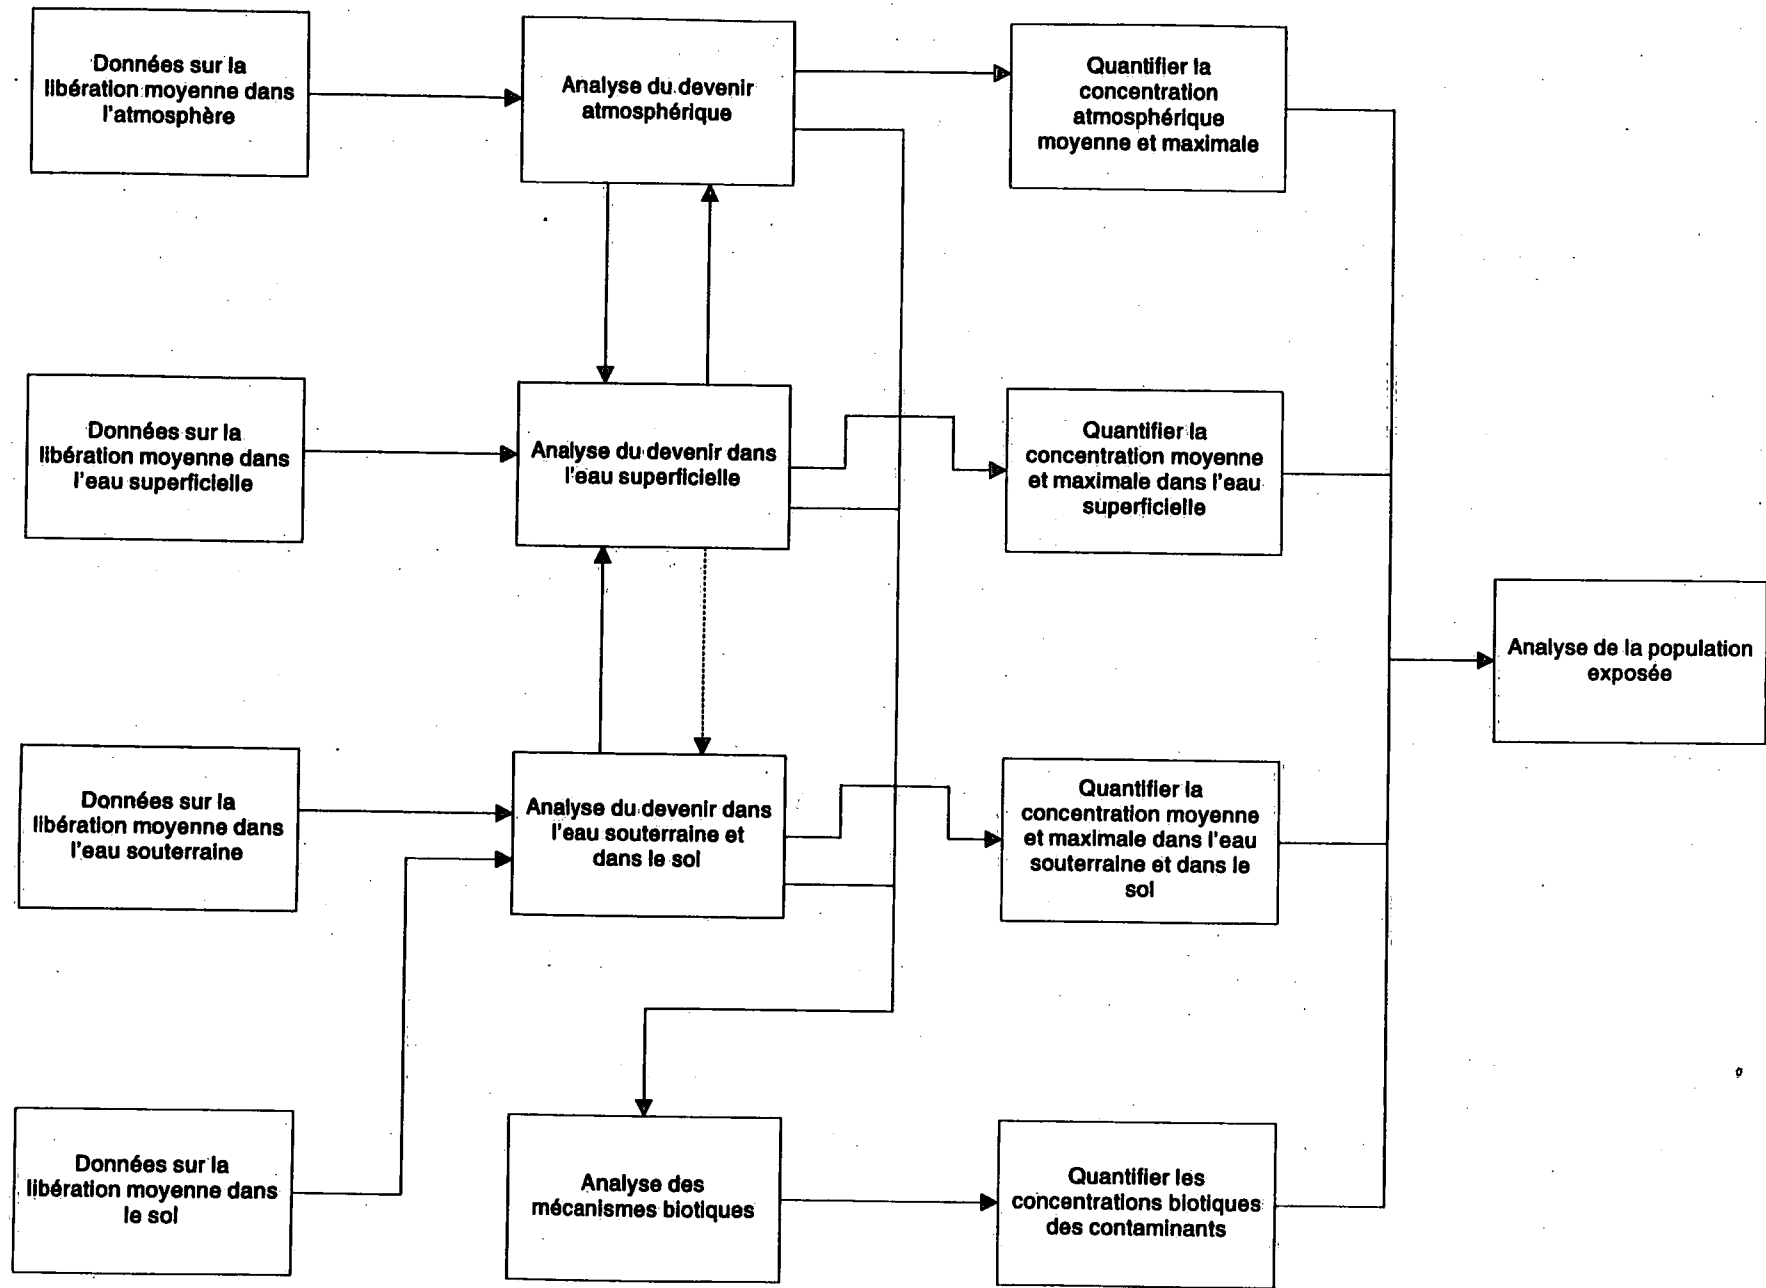 Données sur la
libération moyenne dans
l'atmosphère
Analyse du devenir
atmosphérique
Quantifier la
concentration
atmosphérique
moyenne et maximale
Données sur la
libération moyenne dans
l'eau superficielle
Analyse du devenir dans
l'eau superficielle
Quantifier la
concentration moyenne
et maximale dans l'eau
superficielle
Analyse de la population
exposée
Données sur la
libération moyenne dans
l'eau souterraine
Analyse du devenir dans
l'eau souterraine et
dans le sol
Quantifier la
concentration moyenne
et maximale dans l'eau
souterraine et dans le
sol
Données sur la
libération moyenne dans
le sol
Analyse des
mécanismes biotiques
Quantifier les
concentrations biotiques
des contaminants